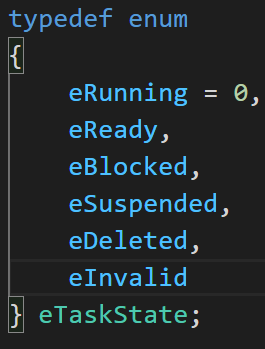 typedef enum
{
    eRunning = 0,
    eReady,
    eBlocked,
    eSuspended,
    eDeleted,
    eInvalid
} eTaskState;